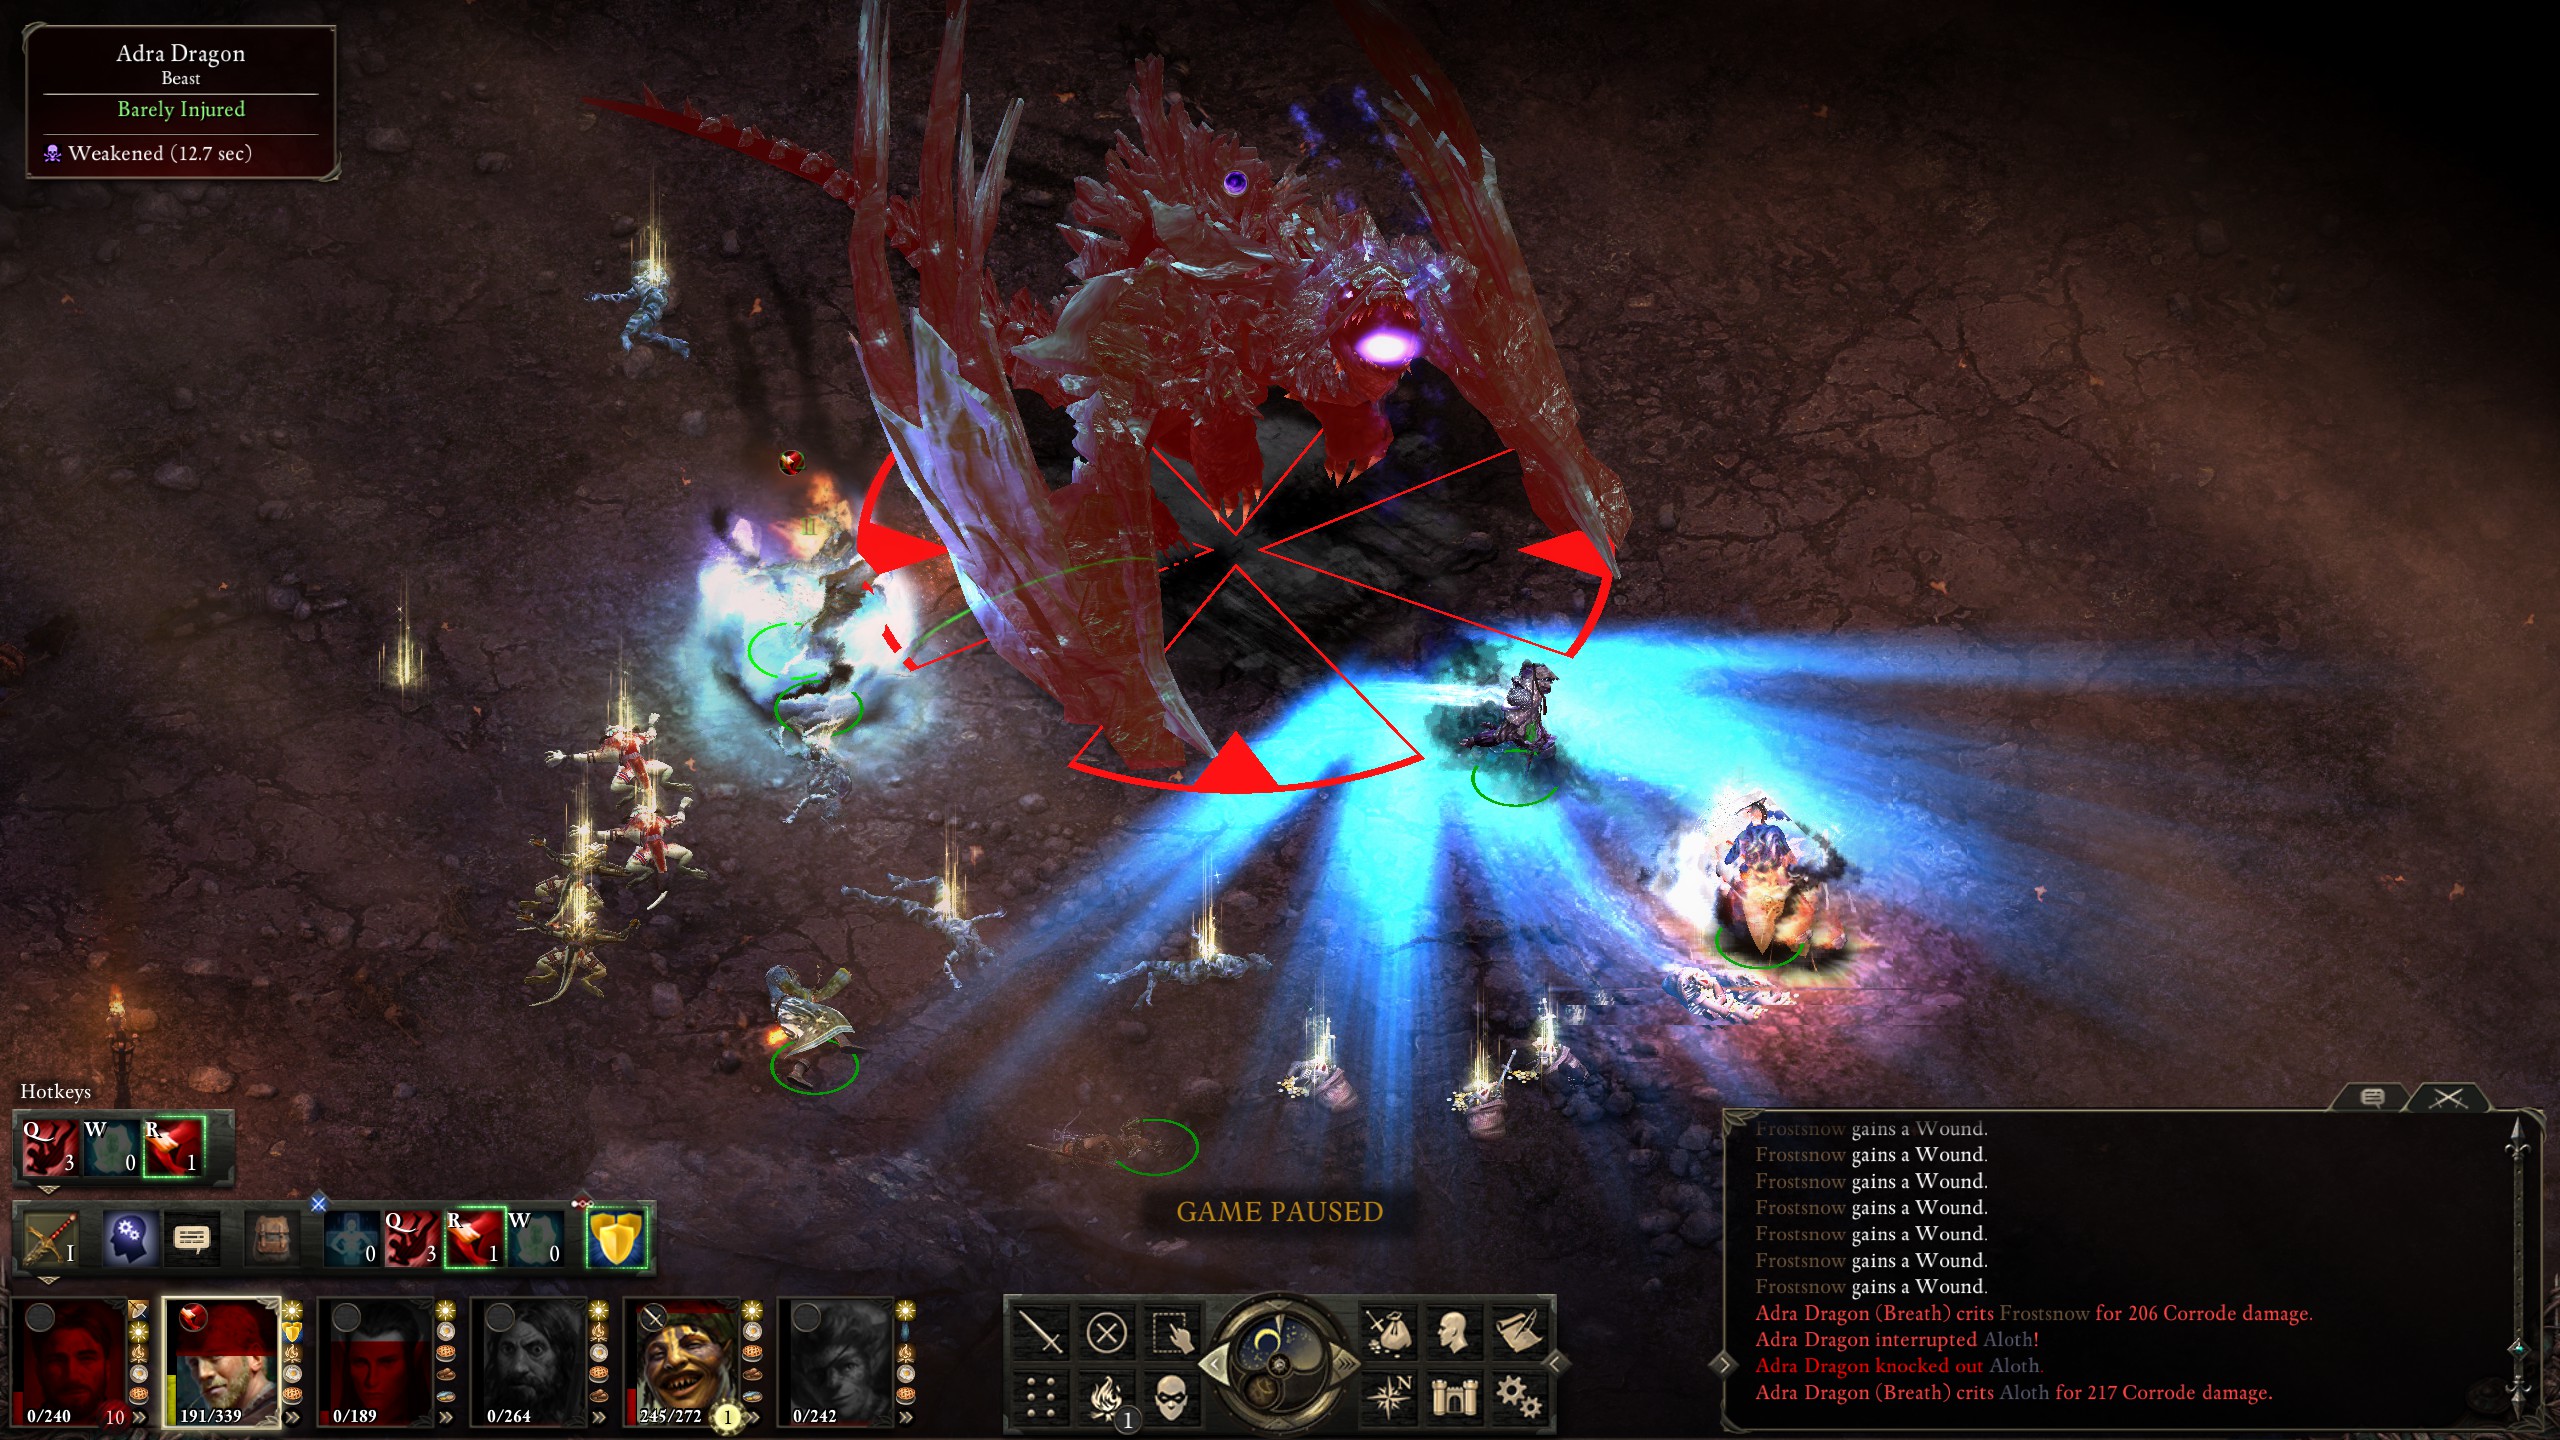 Adra Dragon
Beast
Barely Injured
Weakened (12.7 sec)
II
Hotkeys
Q 3 W 0 R 1
I 0 Q 3 R 1 W 0
0/240 10 191/339 0/189 0/264 245/272 1 0/242
GAME PAUSED
N
1
Frostsnow gains a Wound.
Frostsnow gains a Wound.
Frostsnow gains a Wound.
Frostsnow gains a Wound.
Frostsnow gains a Wound.
Frostsnow gains a Wound.
Frostsnow gains a Wound.
Adra Dragon (Breath) crits Frostsnow for 206 Corrode damage.
Adra Dragon interrupted Aloth!
Adra Dragon knocked out Aloth.
Adra Dragon (Breath) crits Aloth for 217 Corrode damage.